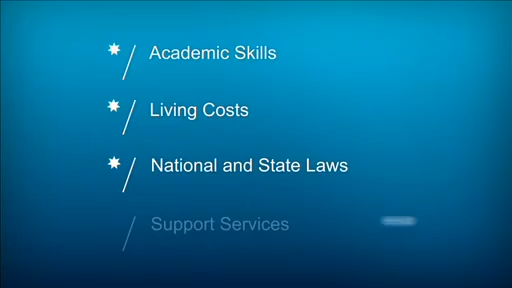 Academic Skills
Living Costs
National and State Laws
Support Services